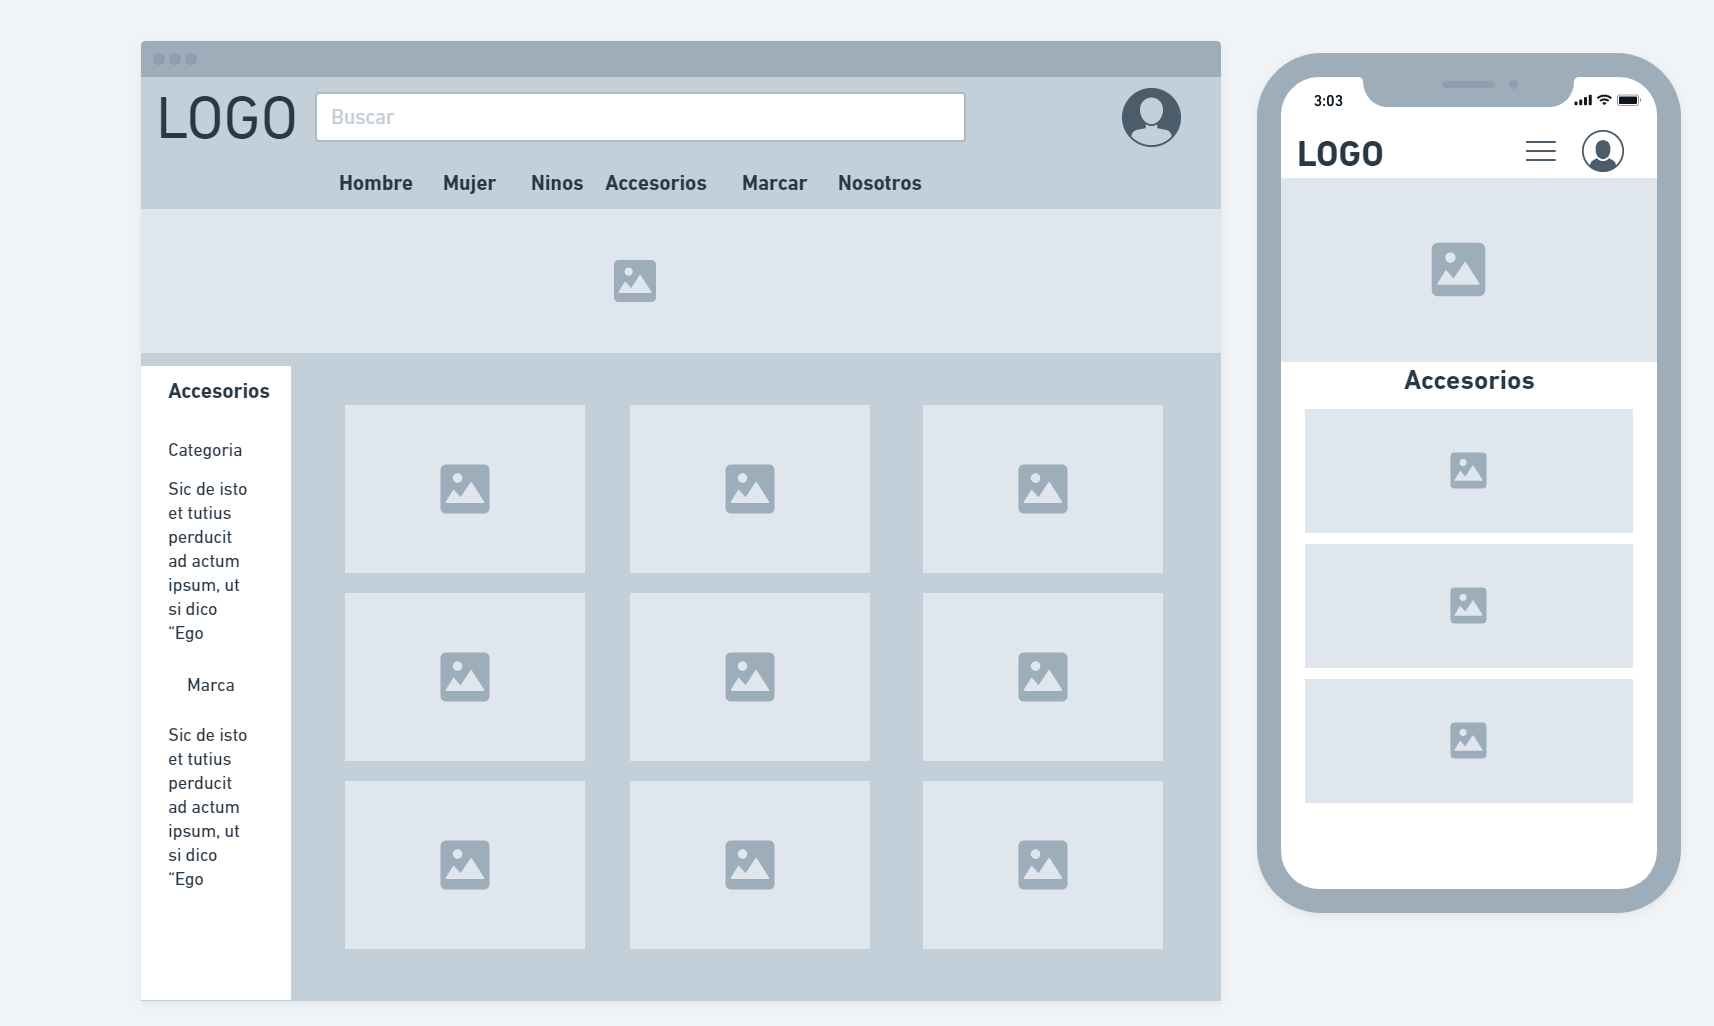 LOGO
Buscar
Hombre Mujer Ninos Accesorios Marcar Nosotros
Accesorios
Categoria
Sic de isto
et tutius
perducit
ad actum
ipsum, ut
si dico
“Ego
Marca
Sic de isto
et tutius
perducit
ad actum
ipsum, ut
si dico
“Ego
3:03
LOGO
Accesorios